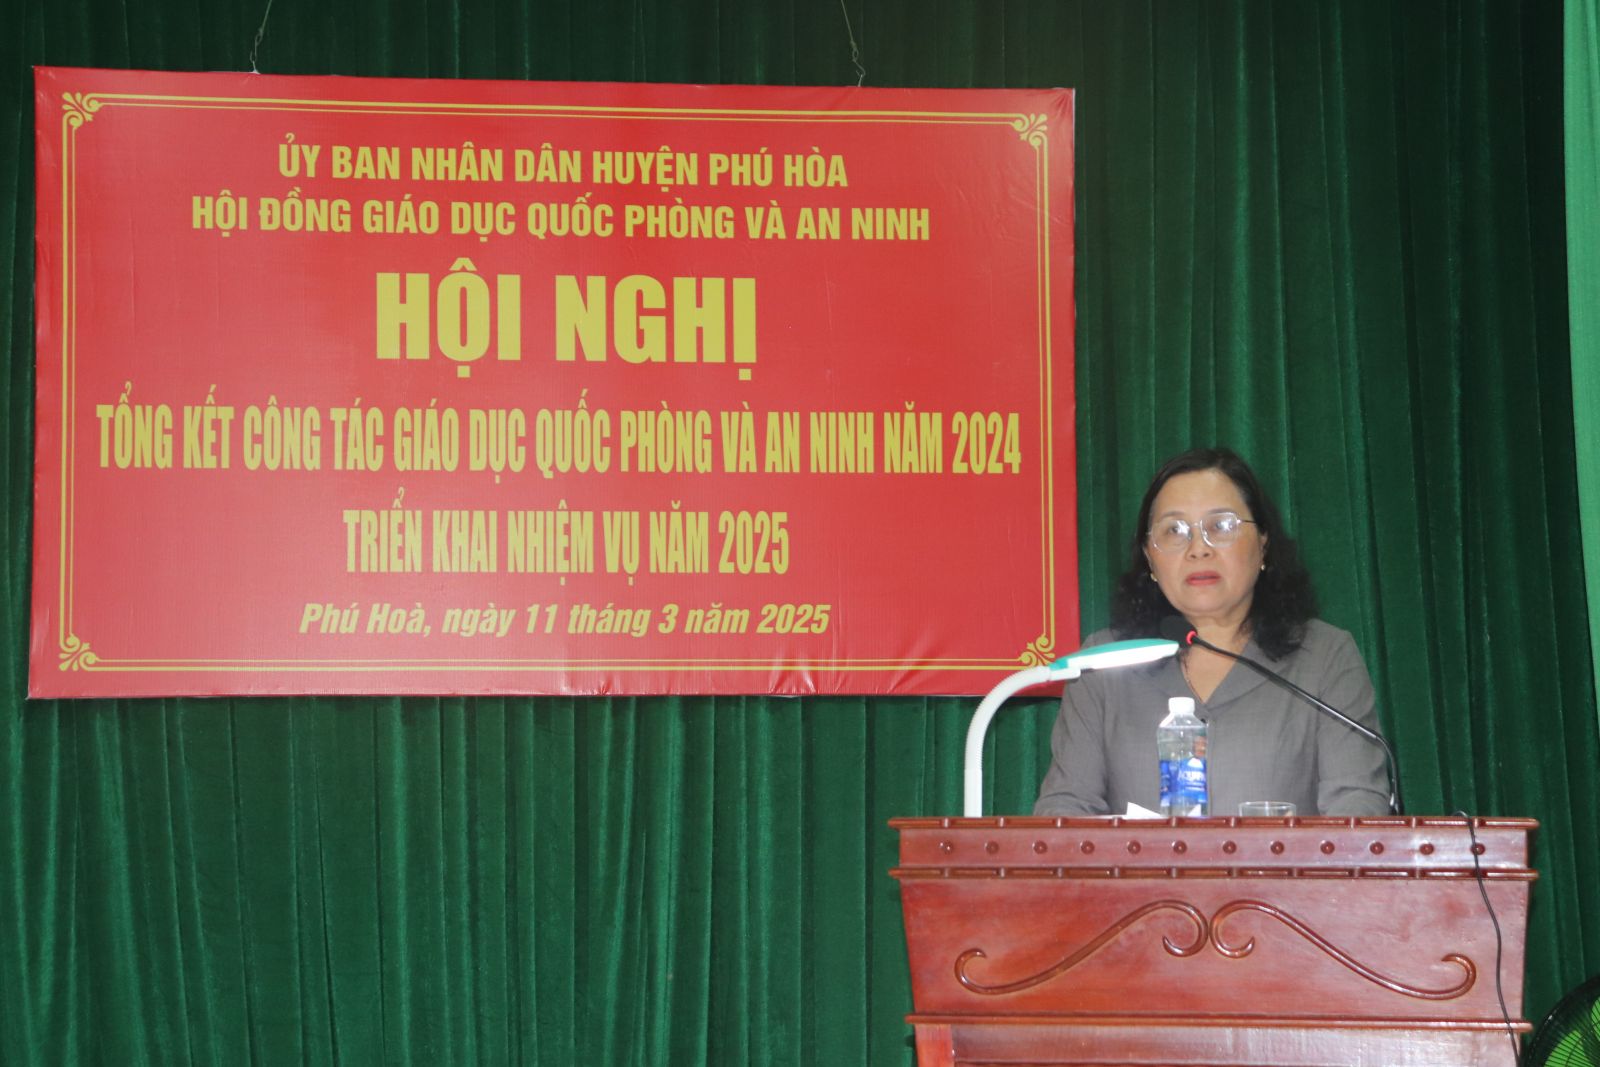 ỦY BAN NHÂN DÂN HUYỆN PHÚ HÒA
HỘI ĐỒNG GIÁO DỤC QUỐC PHÒNG VÀ AN NINH
HỘI NGHỊ
TỔNG KẾT CÔNG TÁC GIÁO DỤC QUỐC PHÒNG VÀ AN NINH NĂM 2024
TRIỂN KHAI NHIỆM VỤ NĂM 2025
Phú Hoà, ngày 11 tháng 3 năm 2025